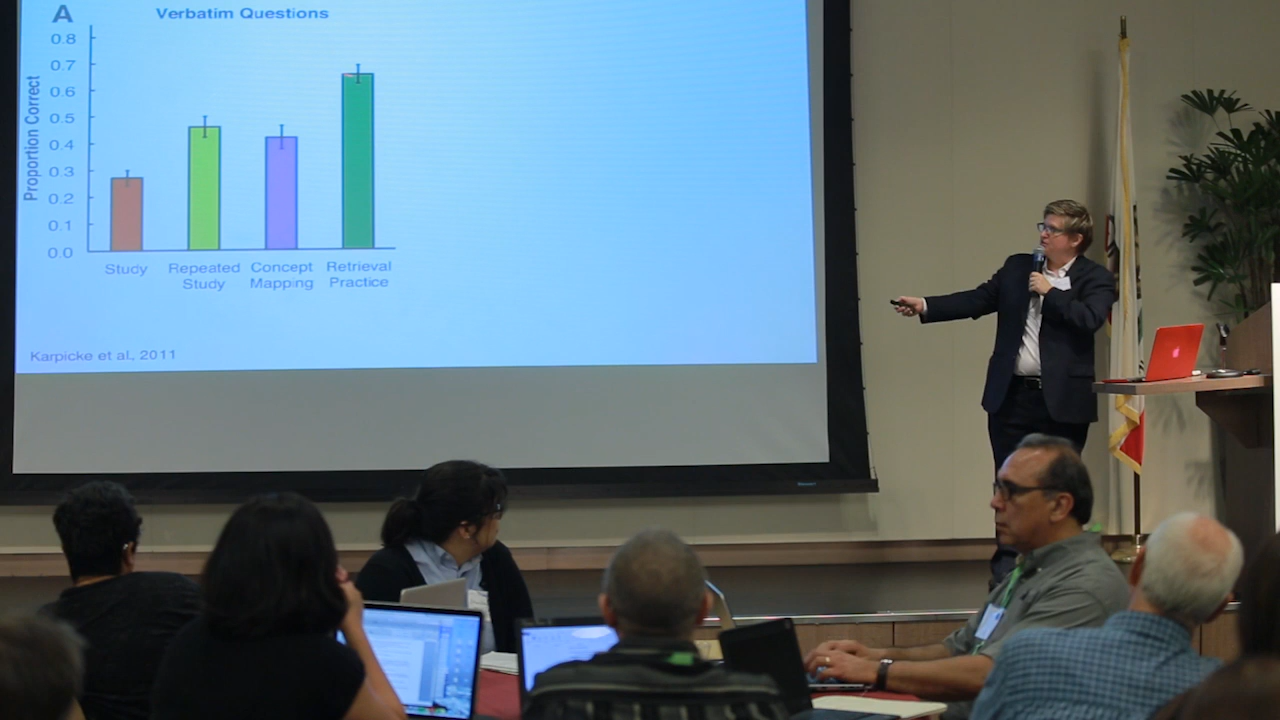 A
Verbatim Questions
Proportion Correct
0.8
0.7
0.6
0.5
0.4
0.3
0.2
0.1
0.0
Study
Repeated Study
Concept Mapping
Retrieval Practice
Karpicke et al., 2011